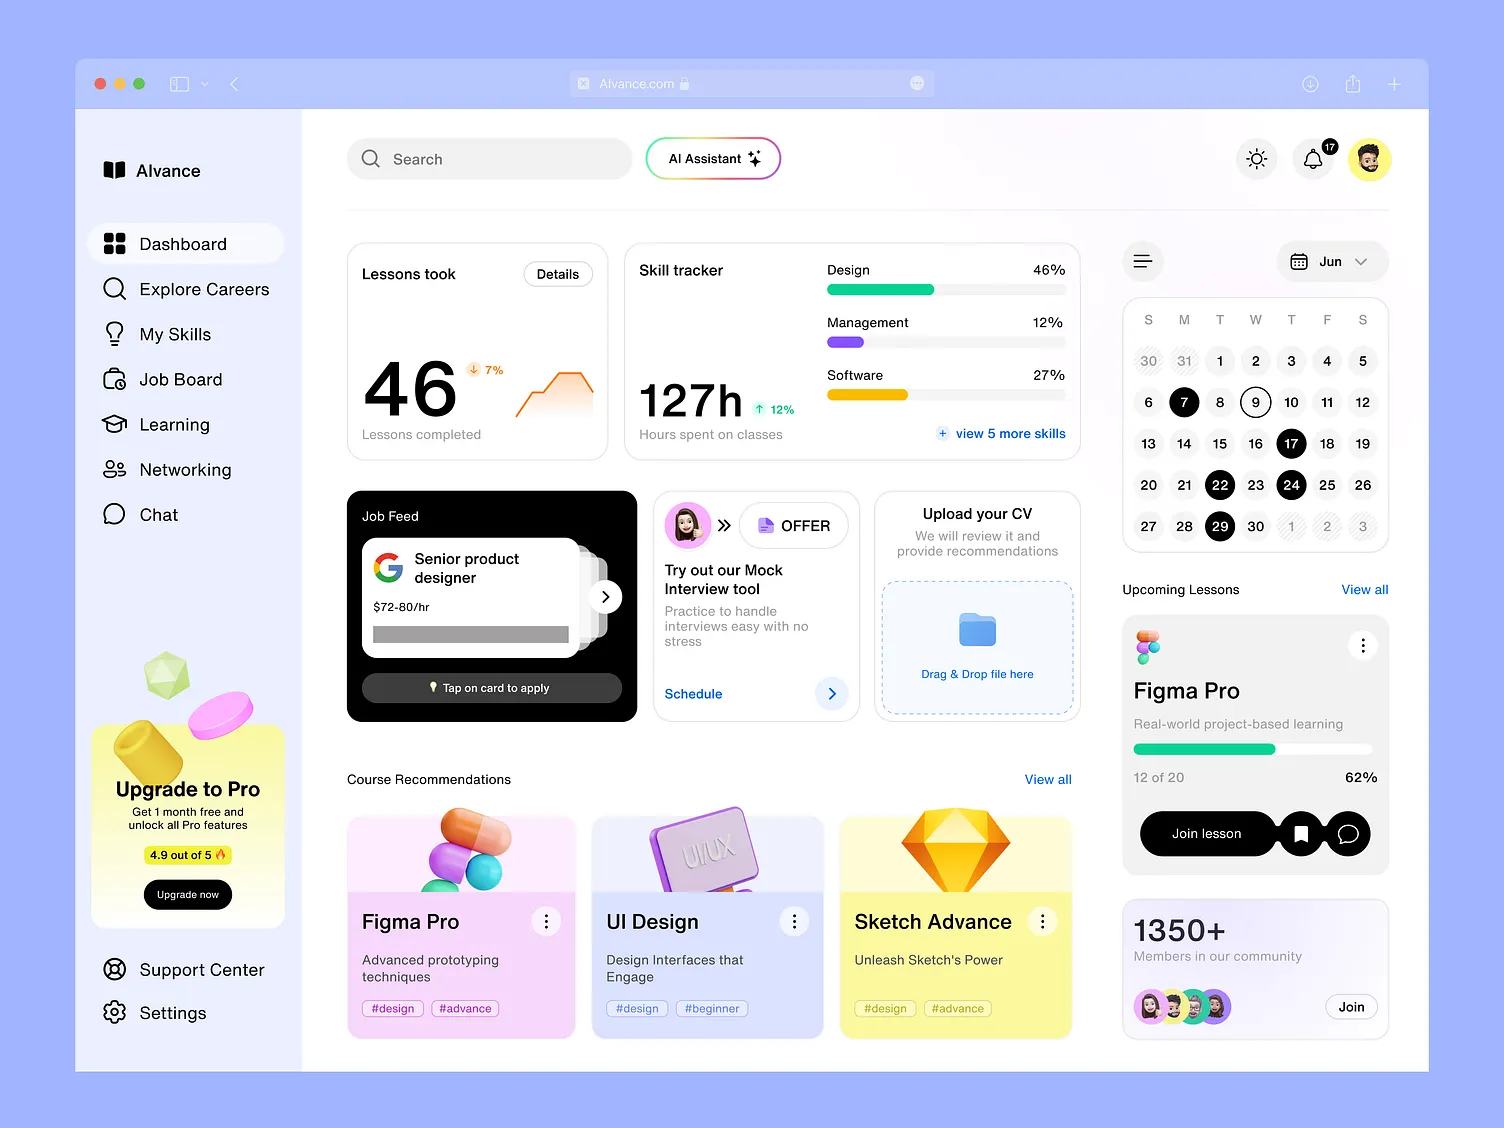 AIvance.com
AIvance
Dashboard
Explore Careers
My Skills
Job Board
Learning
Networking
Chat
Upgrade to Pro
Get 1 month free and
unlock all Pro features
4.9 out of 5
Upgrade now
Support Center
Settings
Search
AI Assistant
17
Lessons took
Details
46
7%
Lessons completed
Skill tracker
127h
12%
Hours spent on classes
Design 46%
Management 12%
Software 27%
+ view 5 more skills
Job Feed
Senior product
designer
$72-80/hr
Tap on card to apply
OFFER
Try out our Mock
Interview tool
Practice to handle
interviews easy with no
stress
Schedule
Upload your CV
We will review it and
provide recommendations
Drag & Drop file here
Course Recommendations
View all
Figma Pro
Advanced prototyping
techniques
#design #advance
UI/UX
UI Design
Design Interfaces that
Engage
#design #beginner
Sketch Advance
Unleash Sketch's Power
#design #advance
Jun
S M T W T F S
30 31 1 2 3 4 5
6 7 8 9 10 11 12
13 14 15 16 17 18 19
20 21 22 23 24 25 26
27 28 29 30 1 2 3
Upcoming Lessons
View all
Figma Pro
Real-world project-based learning
12 of 20 62%
Join lesson
1350+
Members in our community
Join